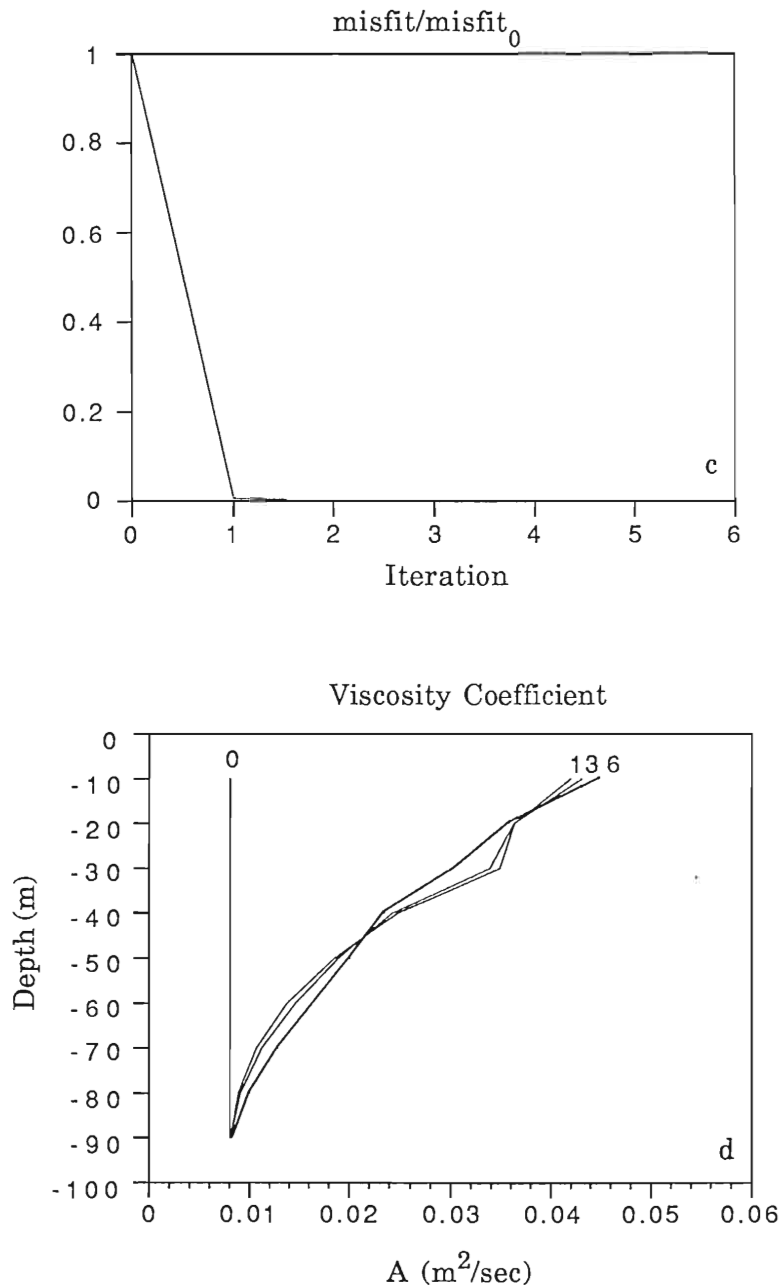 misfit/misfit0
1
0.8
0.6
0.4
0.2
0
c
0 1 2 3 4 5 6
Iteration
Viscosity Coefficient
0
-10
-20
-30
-40
-50
-60
-70
-80
-90
-100
0
1 3 6
Depth (m)
d
0 0.01 0.02 0.03 0.04 0.05 0.06
A (m²/sec)